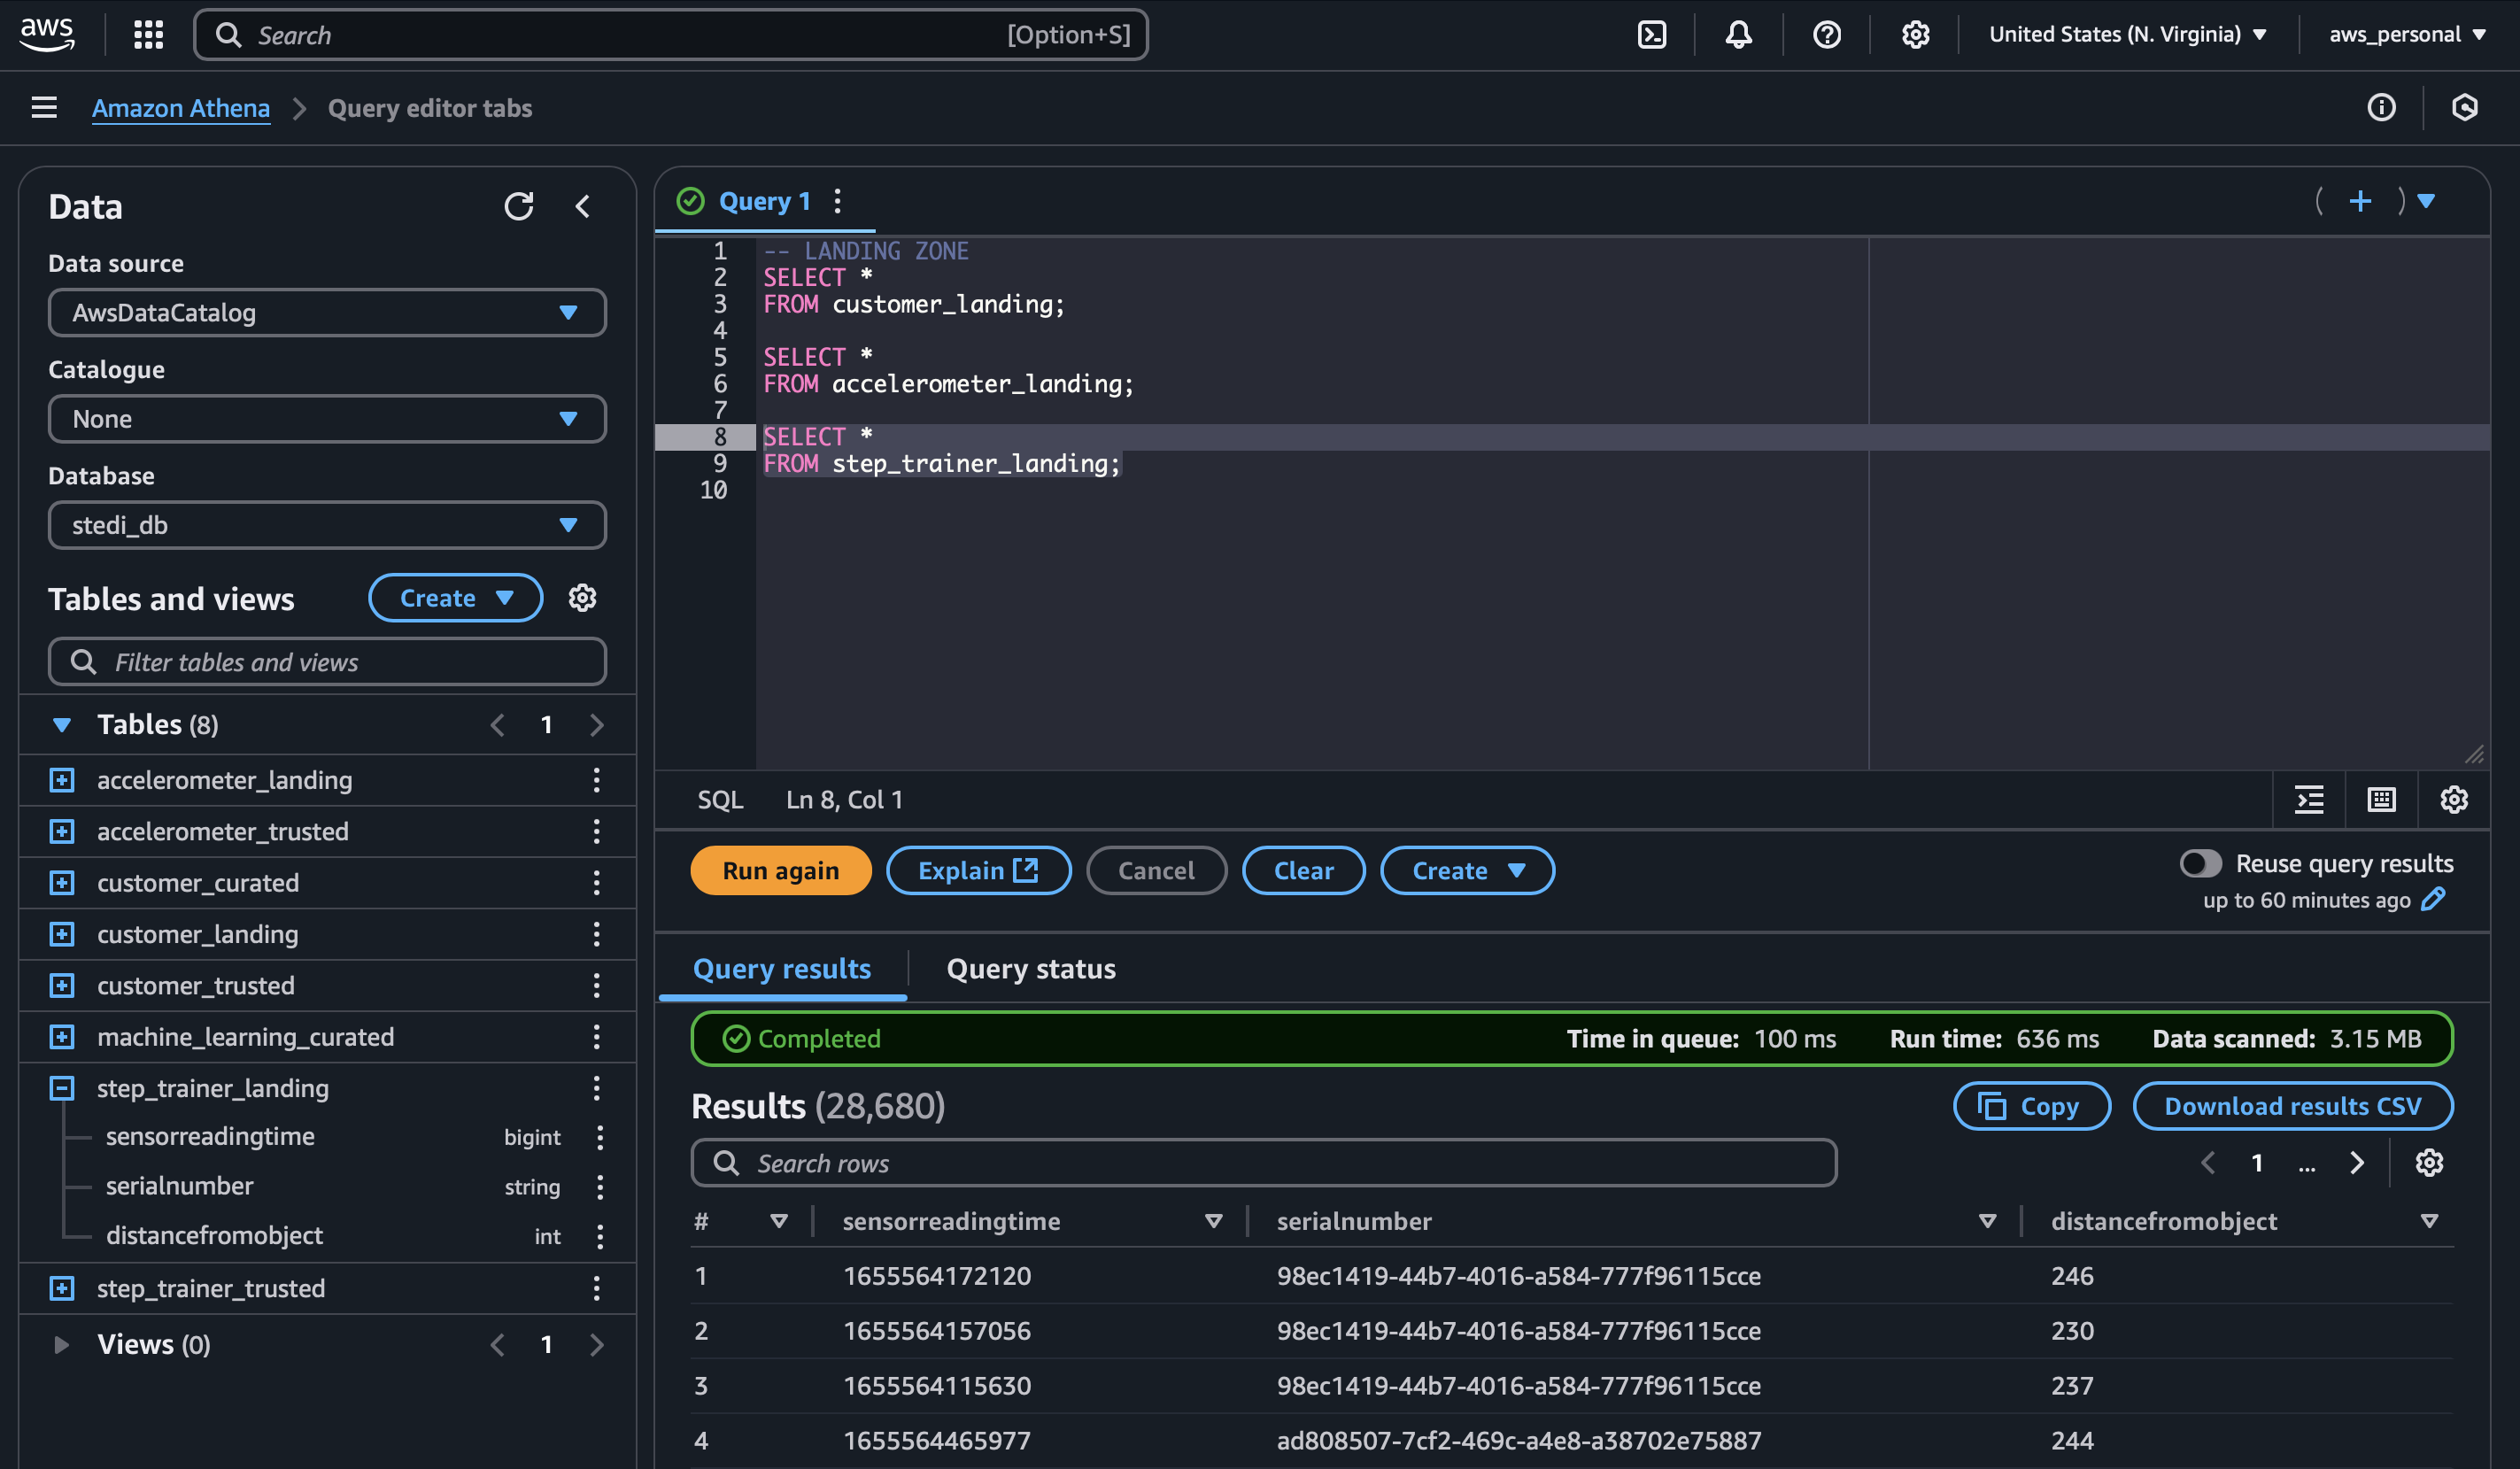 aws
Search [Option+S]
United States (N. Virginia)
aws_personal
Amazon Athena
Query editor tabs
Data
Data source
AwsDataCatalog
Catalogue
None
Database
stedi_db
Tables and views
Create
Filter tables and views
Tables (8) 1
accelerometer_landing
accelerometer_trusted
customer_curated
customer_landing
customer_trusted
machine_learning_curated
step_trainer_landing
sensorreadingtime bigint
serialnumber string
distancefromobject int
step_trainer_trusted
Views (0) 1
Query 1
( + )
1 -- LANDING ZONE
2 SELECT *
3 FROM customer_landing;
4
5 SELECT *
6 FROM accelerometer_landing;
7
8 SELECT *
9 FROM step_trainer_landing;
10
SQL Ln 8, Col 1
Run again
Explain
Cancel
Clear
Create
Reuse query results
up to 60 minutes ago
Query results
Query status
Completed Time in queue: 100 ms Run time: 636 ms Data scanned: 3.15 MB
Results (28,680)
Copy
Download results CSV
Search rows
1 ...
# sensorreadingtime serialnumber distancefromobject
1 1655564172120 98ec1419-44b7-4016-a584-777f96115cce 246
2 1655564157056 98ec1419-44b7-4016-a584-777f96115cce 230
3 1655564115630 98ec1419-44b7-4016-a584-777f96115cce 237
4 1655564465977 ad808507-7cf2-469c-a4e8-a38702e75887 244